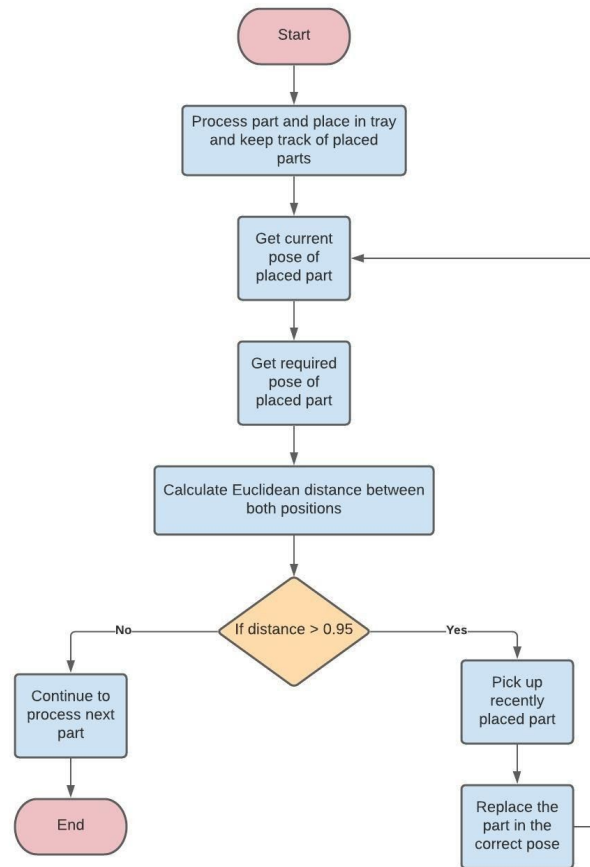 Start
Process part and place in tray
and keep track of placed
parts
Get current
pose of
placed part
Get required
pose of
placed part
Calculate Euclidean distance between
both positions
If distance > 0.95
No
Yes
Continue to
process next
part
Pick up
recently
placed part
End
Replace the
part in the
correct pose